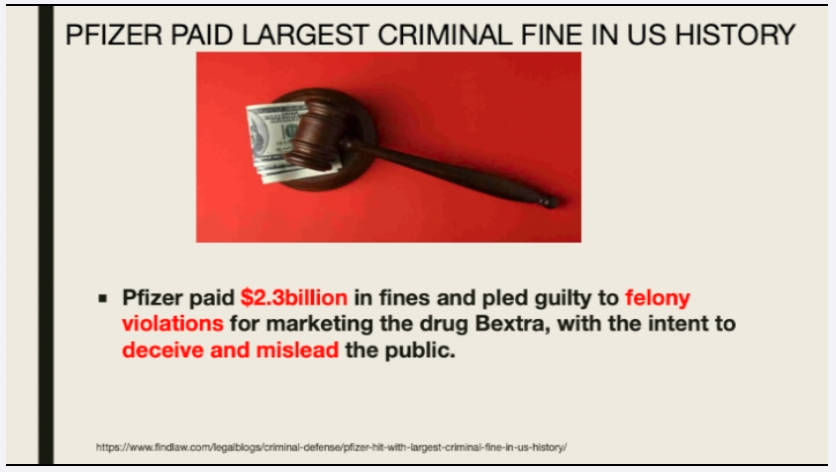 PFIZER PAID LARGEST CRIMINAL FINE IN US HISTORY
▪ Pfizer paid $2.3billion in fines and pled guilty to felony
violations for marketing the drug Bextra, with the intent to
deceive and mislead the public.
https://www.findlaw.com/legalblogs/criminal-defense/pfizer-hit-with-largest-criminal-fine-in-us-history/